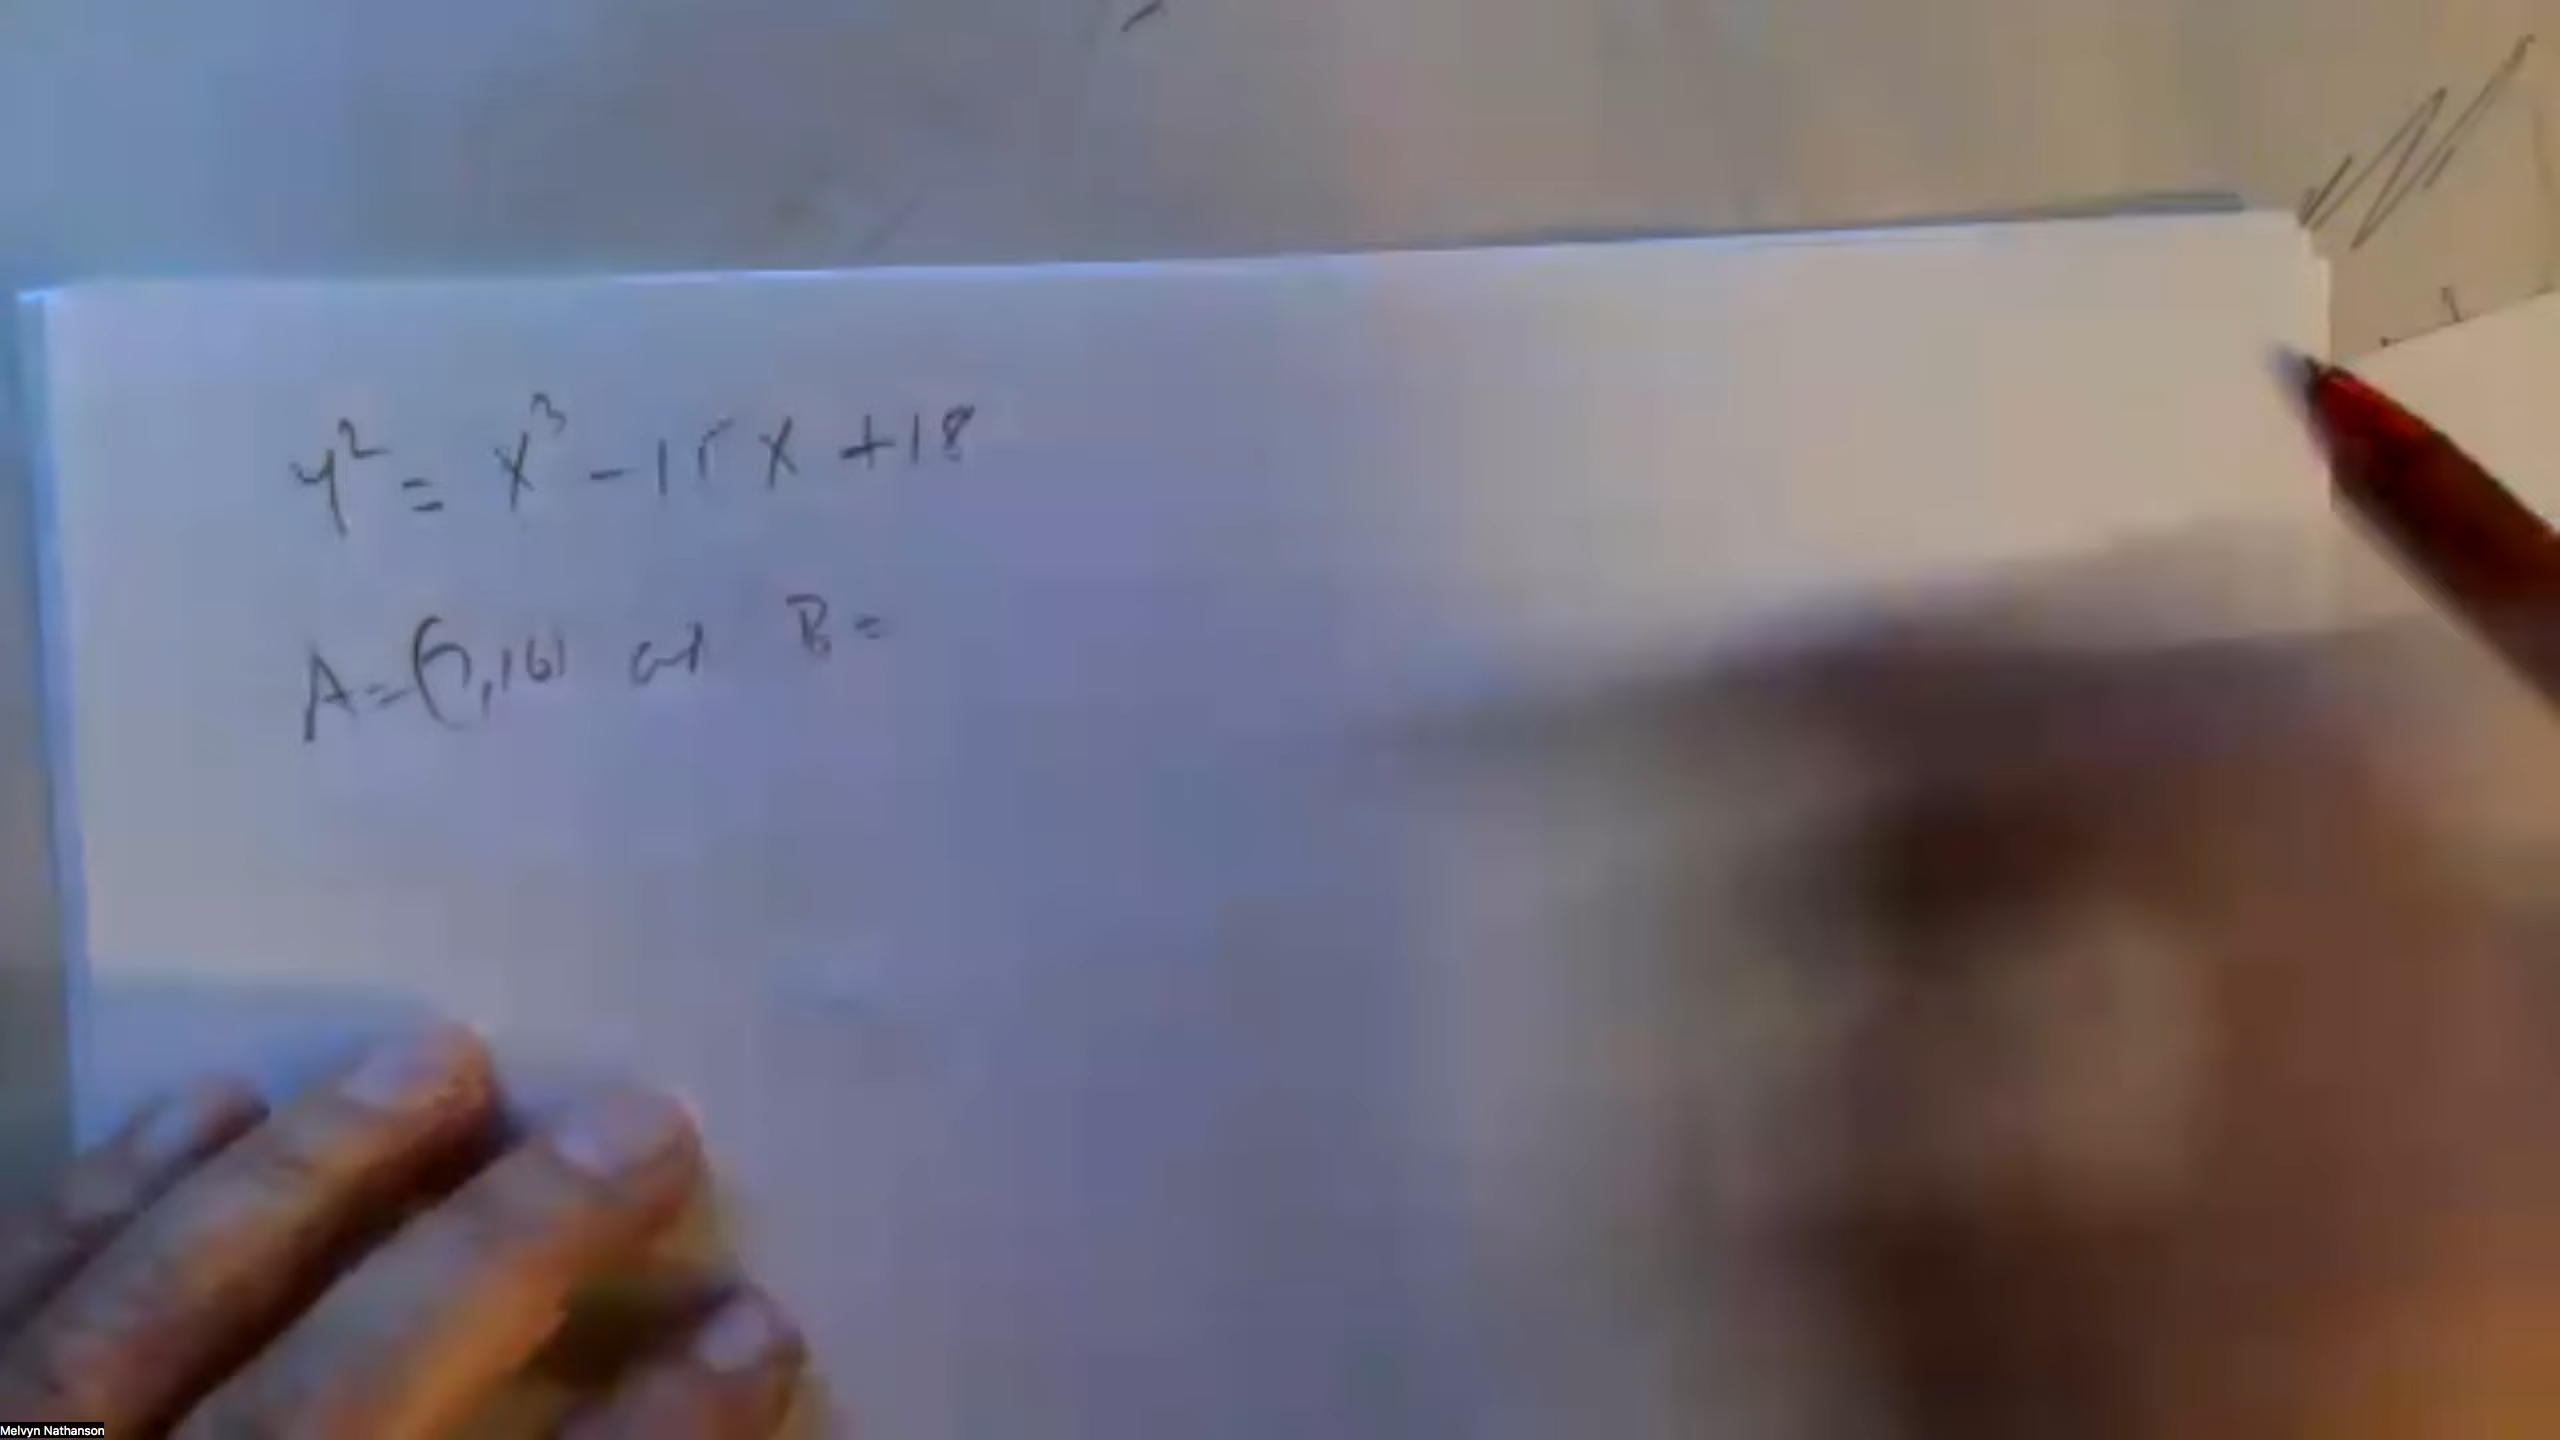 y² = x³ - 15x + 18
A = (7, 16) and B =
Melvyn Nathanson